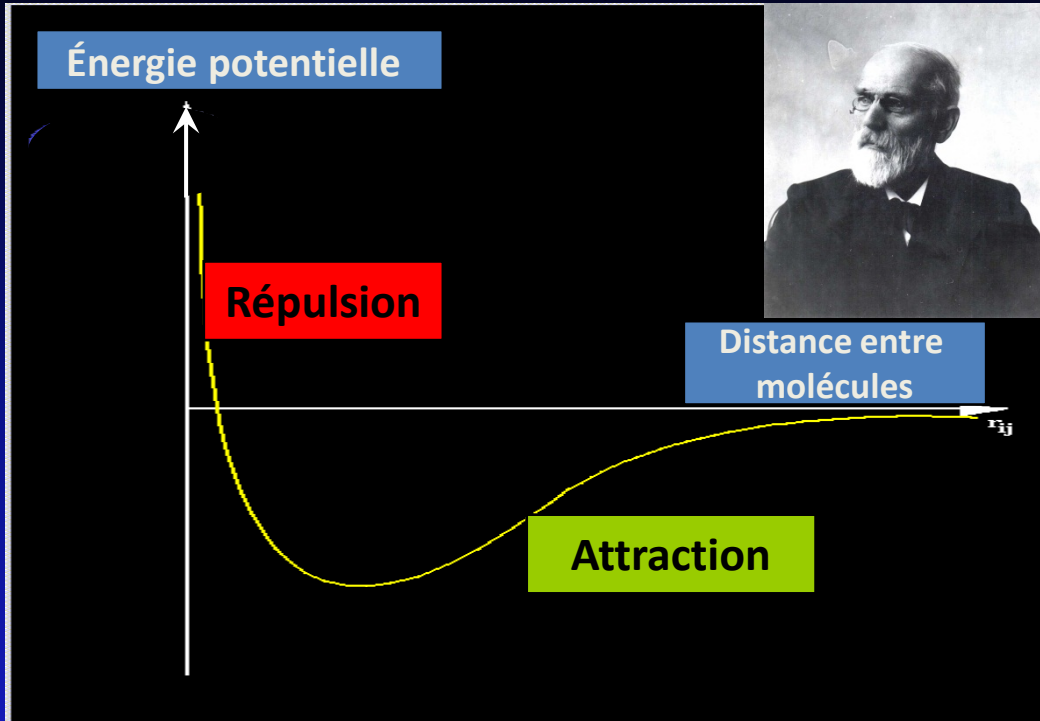 Énergie potentielle
Répulsion
Distance entre
molécules
rij
Attraction